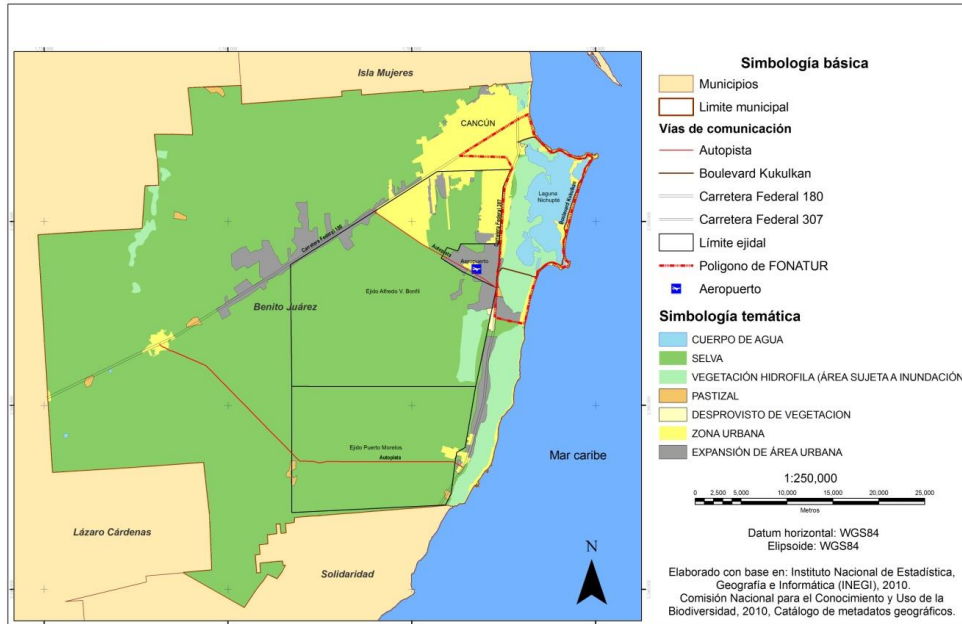 Isla Mujeres
CANCÚN
Laguna
Nichupté
Boulevard Kukulkan
Carretera Federal 307
Carretera Federal 180
Autopista
Aeropuerto
Ejido Alfredo V. Bonfil
Benito Juárez
Ejido Puerto Morelos
Autopista
Mar caribe
Lázaro Cárdenas
Solidaridad
N
Simbología básica
Municipios
Limite municipal
Vías de comunicación
Autopista
Boulevard Kukulkan
Carretera Federal 180
Carretera Federal 307
Límite ejidal
Poligono de FONATUR
Aeropuerto
Simbología temática
CUERPO DE AGUA
SELVA
VEGETACIÓN HIDROFILA (ÁREA SUJETA A INUNDACIÓN
PASTIZAL
DESPROVISTO DE VEGETACION
ZONA URBANA
EXPANSIÓN DE ÁREA URBANA
1:250,000
0 2,500 5,000 10,000 15,000 20,000 25,000
Metros
Datum horizontal: WGS84
Elipsoide: WGS84
Elaborado con base en: Instituto Nacional de Estadística,
Geografía e Informática (INEGI), 2010.
Comisión Nacional para el Conocimiento y Uso de la
Biodiversidad, 2010, Catálogo de metadatos geográficos.